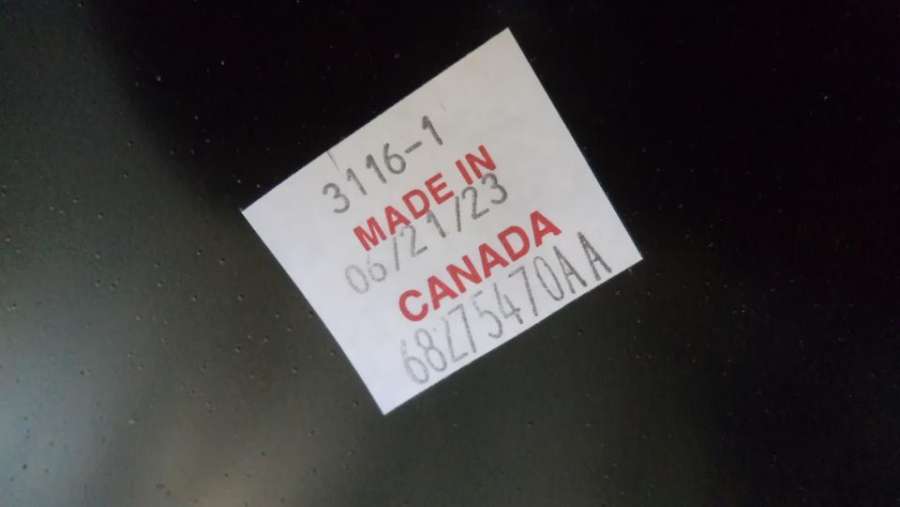 3116-1
MADE IN
06/21/23
CANADA
68275470AA